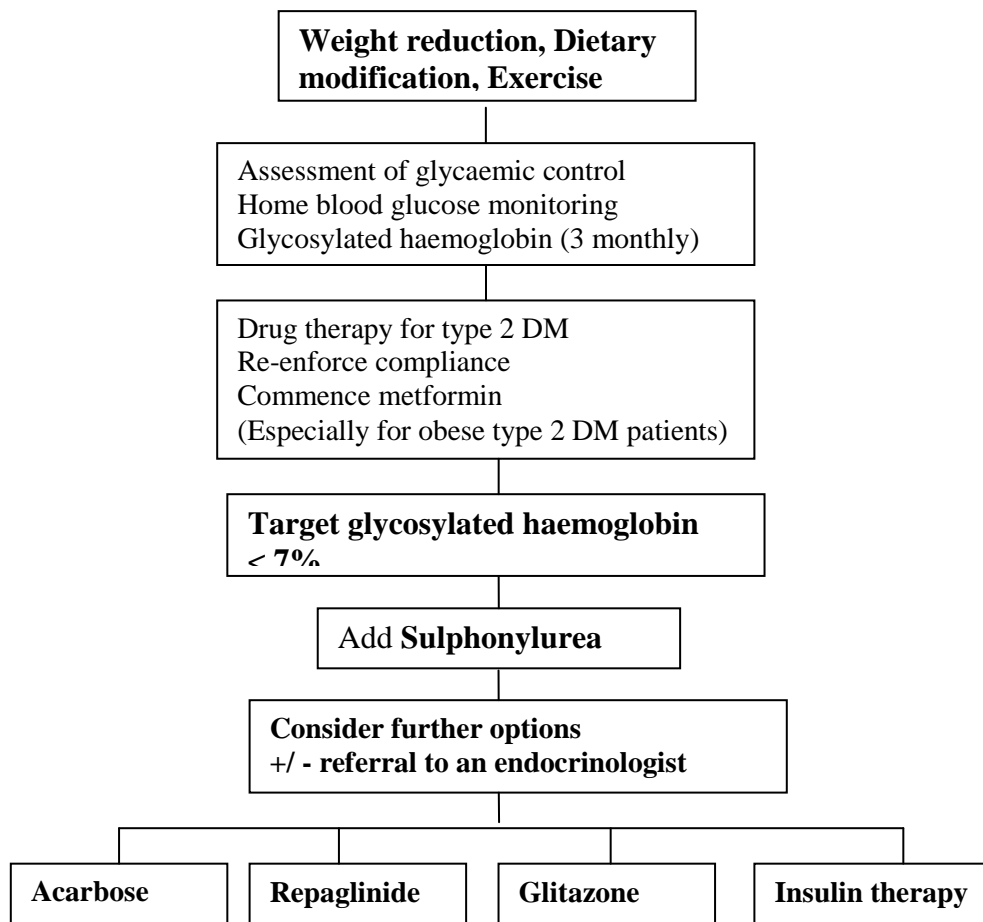 Weight reduction, Dietary
modification, Exercise
Assessment of glycaemic control
Home blood glucose monitoring
Glycosylated haemoglobin (3 monthly)
Drug therapy for type 2 DM
Re-enforce compliance
Commence metformin
(Especially for obese type 2 DM patients)
Target glycosylated haemoglobin
< 7%
Add Sulphonylurea
Consider further options
+/ - referral to an endocrinologist
Acarbose
Repaglinide
Glitazone
Insulin therapy